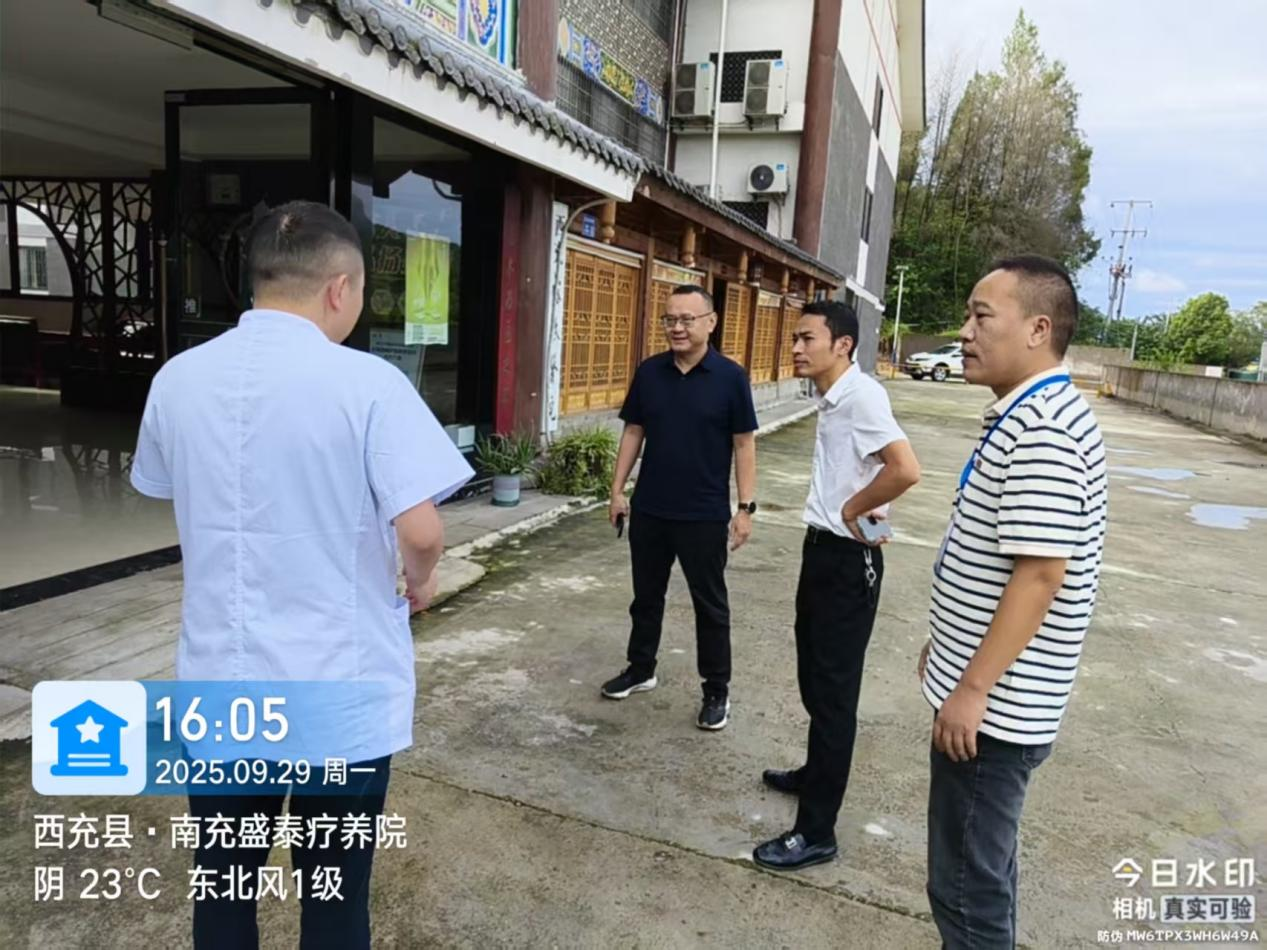 推
16:05
2025.09.29 周一
西充县·南充盛泰疗养院
阴 23°C 东北风1级
今日水印
相机 真实可验
防伪 MW6TPX3WH6W49A